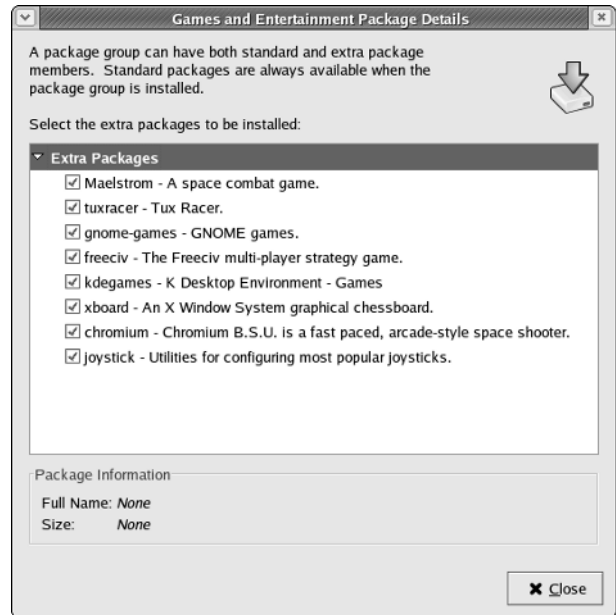 Games and Entertainment Package Details
A package group can have both standard and extra package
members. Standard packages are always available when the
package group is installed.
Select the extra packages to be installed:
Extra Packages
Maelstrom - A space combat game.
tuxracer - Tux Racer.
gnome-games - GNOME games.
freeciv - The Freeciv multi-player strategy game.
kdegames - K Desktop Environment - Games
xboard - An X Window System graphical chessboard.
chromium - Chromium B.S.U. is a fast paced, arcade-style space shooter.
joystick - Utilities for configuring most popular joysticks.
Package Information
Full Name: None
Size: None
Close